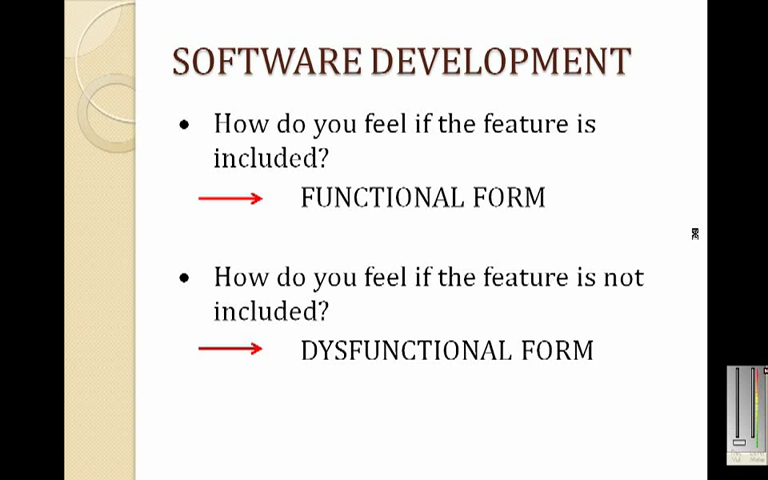 SOFTWARE DEVELOPMENT
• How do you feel if the feature is
included?
FUNCTIONAL FORM
• How do you feel if the feature is not
included?
DYSFUNCTIONAL FORM